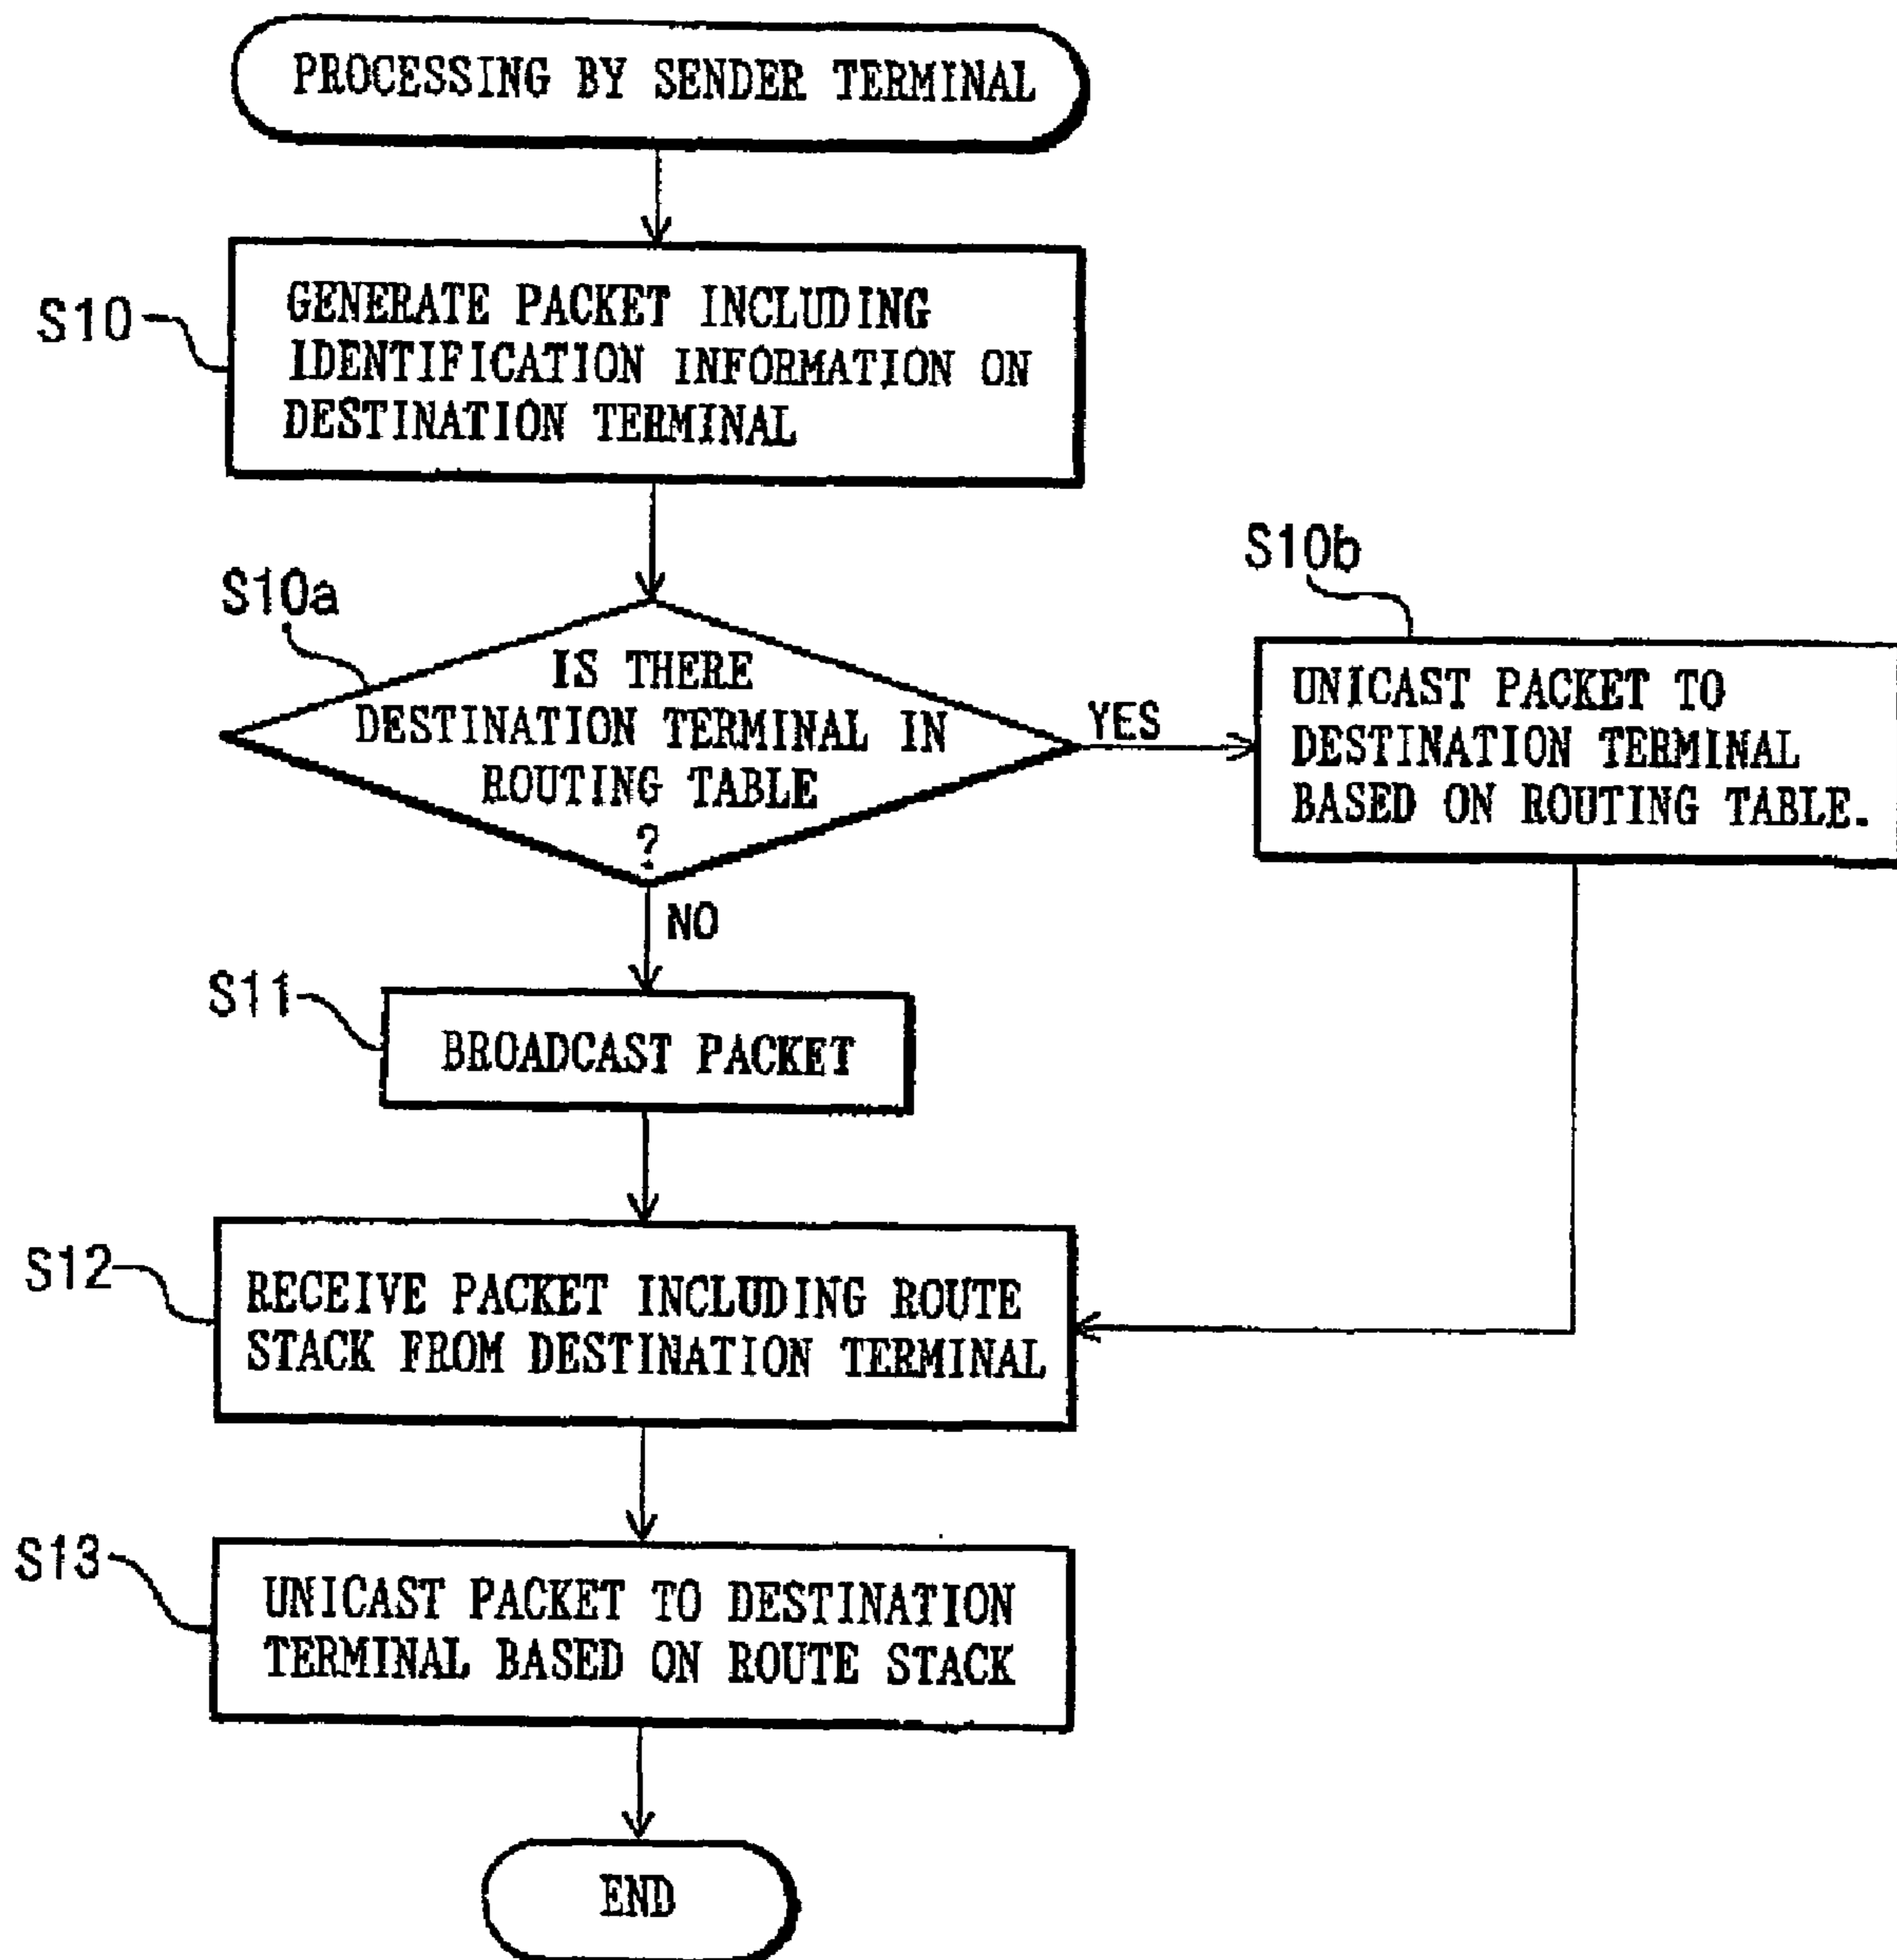 PROCESSING BY SENDER TERMINAL
S10
GENERATE PACKET INCLUDING
IDENTIFICATION INFORMATION ON
DESTINATION TERMINAL
S10a
IS THERE
DESTINATION TERMINAL IN
ROUTING TABLE
?
YES
S10b
UNICAST PACKET TO
DESTINATION TERMINAL
BASED ON ROUTING TABLE.
NO
S11
BROADCAST PACKET
S12
RECEIVE PACKET INCLUDING ROUTE
STACK FROM DESTINATION TERMINAL
S13
UNICAST PACKET TO DESTINATION
TERMINAL BASED ON ROUTE STACK
END